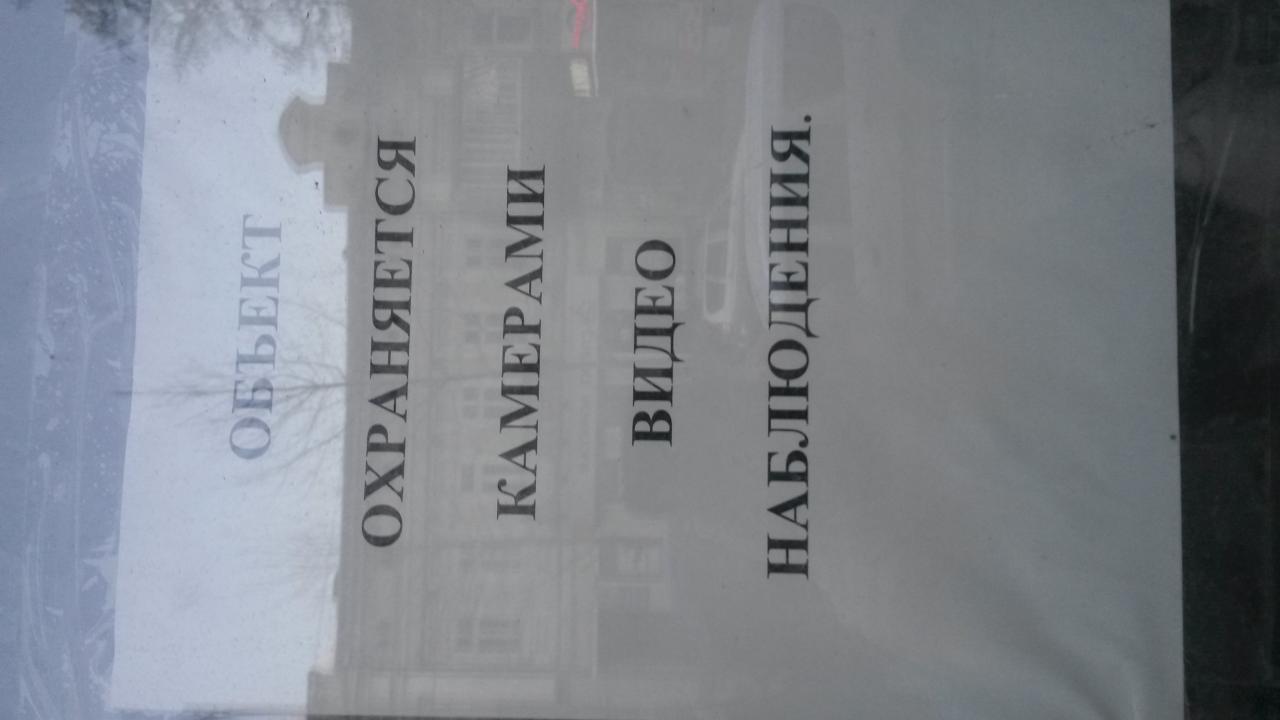 ОБЪЕКТ
ОХРАНЯЕТСЯ
КАМЕРАМИ
ВИДЕО
НАБЛЮДЕНИЯ.